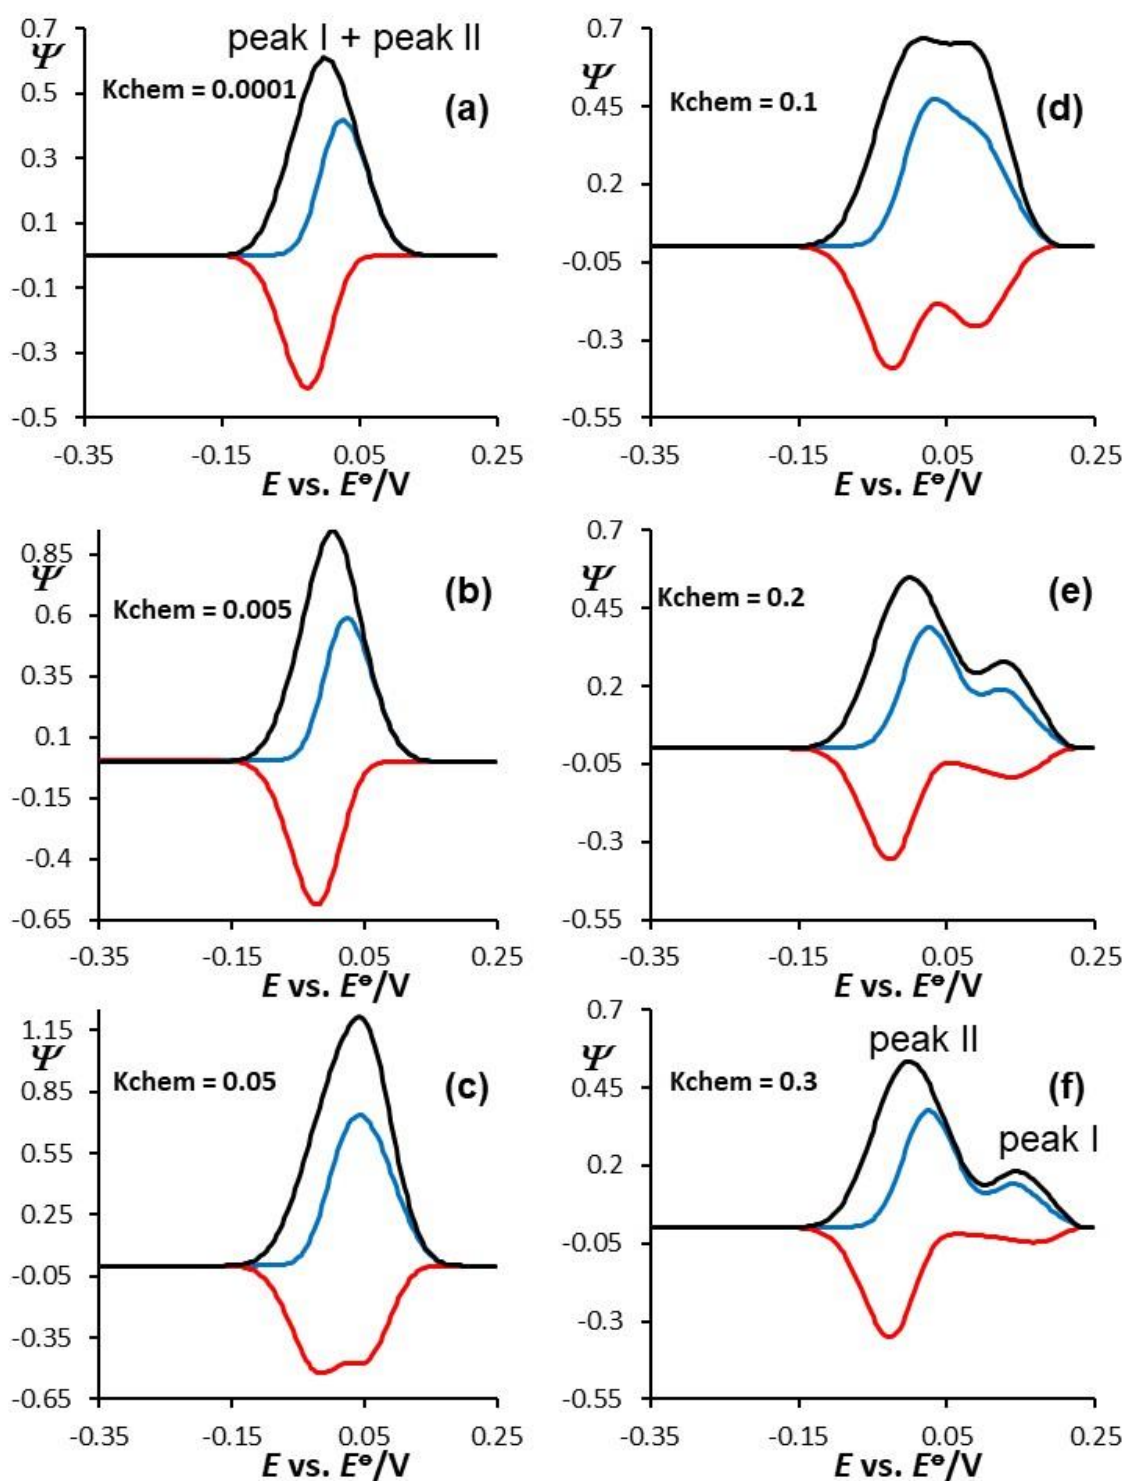 0.7
Ψ
peak I + peak II
Kchem = 0.0001
(a)
0.5
0.3
0.1
-0.1
-0.3
-0.5
-0.35 -0.15 0.05 0.25
E vs. E⊖/V
0.7
Ψ
Kchem = 0.1
(d)
0.45
0.2
-0.05
-0.3
-0.55
-0.35 -0.15 0.05 0.25
E vs. E⊖/V
0.85
Ψ
Kchem = 0.005
(b)
0.6
0.35
0.1
-0.15
-0.4
-0.65
-0.35 -0.15 0.05 0.25
E vs. E⊖/V
0.7
Ψ
Kchem = 0.2
(e)
0.45
0.2
-0.05
-0.3
-0.55
-0.35 -0.15 0.05 0.25
E vs. E⊖/V
1.15
Ψ
Kchem = 0.05
(c)
0.85
0.55
0.25
-0.05
-0.35
-0.65
-0.35 -0.15 0.05 0.25
E vs. E⊖/V
0.7
Ψ
peak II
Kchem = 0.3
(f)
0.45
peak I
0.2
-0.05
-0.3
-0.55
-0.35 -0.15 0.05 0.25
E vs. E⊖/V